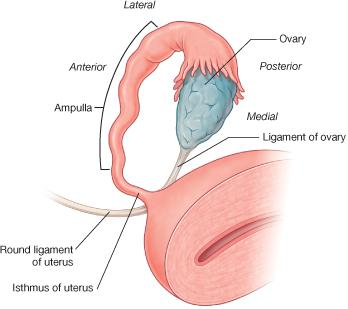 Lateral
Ovary
Anterior
Posterior
Ampulla
Medial
Ligament of ovary
Round ligament
of uterus
Isthmus of uterus